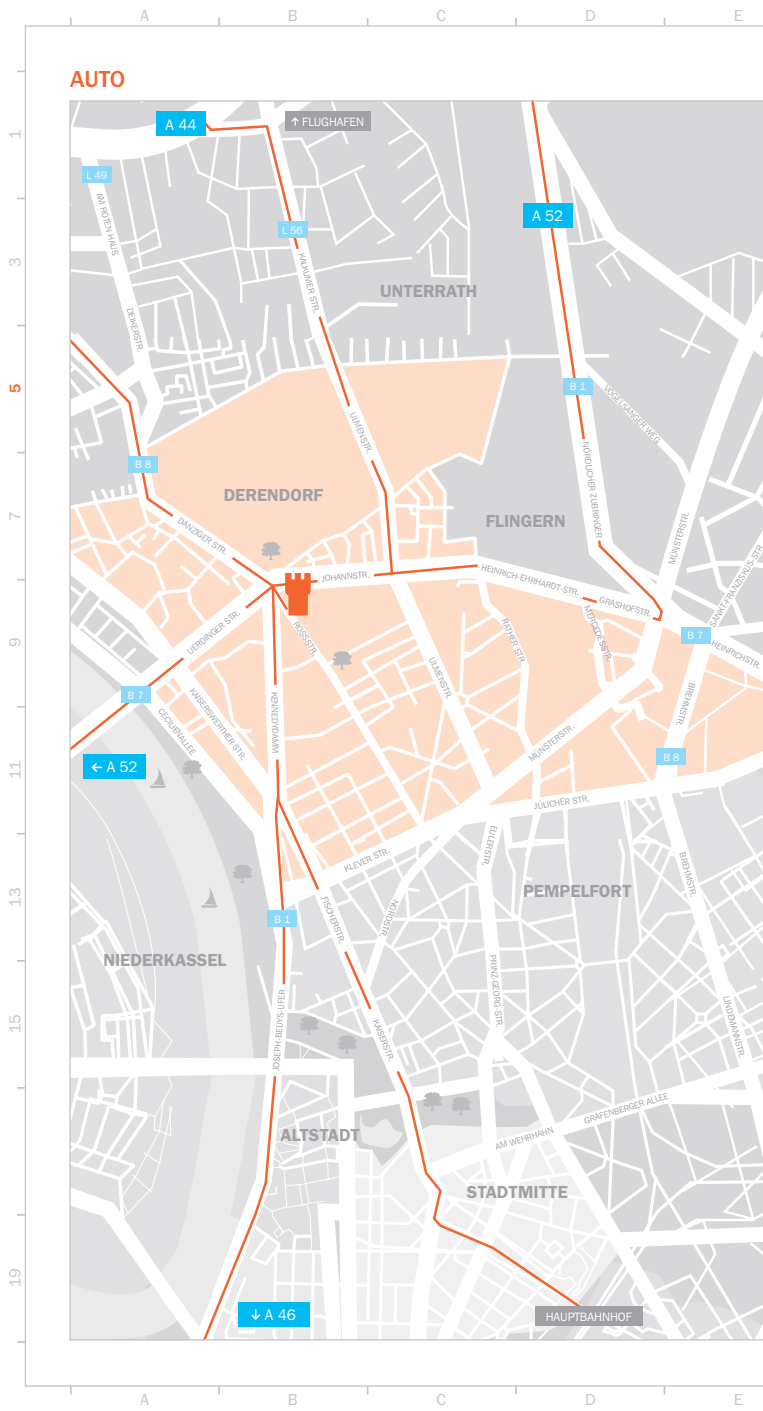 A
B
C
D
E
AUTO
A 44
↑ FLUGHAFEN
1
L 49
AM ROTEN HAUS
A 52
L 56
KALKUMER STR.
3
UNTERRATH
DEIKERSTR.
5
B 1
VOGELSANGER WEG
ULMENSTR.
B 8
NÖRDLICHER ZUBRINGER
DERENDORF
7
FLINGERN
MÜNSTERSTR.
DANZIGER STR.
SANKT-FRANZISKUS-STR.
JOHANNSTR.
HEINRICH-EHRHARDT-STR.
GRASHOFSTR.
UERDINGER STR.
ROSSSTR.
RATHER STR.
MERCEDESSTR.
B 7
HEINRICHSTR.
9
ULMENSTR.
B 7
KAISERSWERTHER STR.
CECILIENALLEE
KENNEDYDAMM
BREHMSTR.
MÜNSTERSTR.
B 8
← A 52
11
JÜLICHER STR.
EULERSTR.
KLEVER STR.
BREHMSTR.
13
PEMPELFORT
B 1
FISCHERSTR.
NORDSTR.
NIEDERKASSEL
PRINZ-GEORG-STR.
15
JOSEPH-BEUYS-UFER
KAISERSTR.
LINDEMANNSTR.
GRAFENBERGER ALLEE
ALTSTADT
AM WEHRHAHN
STADTMITTE
19
↓ A 46
HAUPTBAHNHOF
A
B
C
D
E